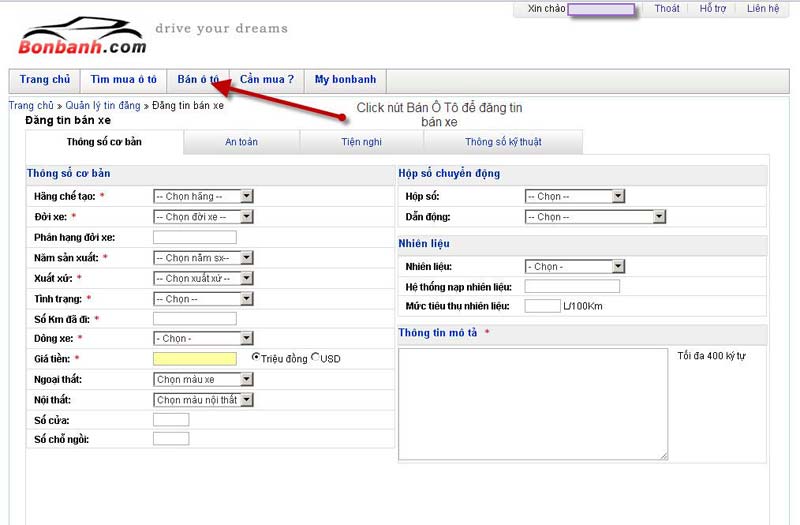 Xin chào
Thoát
Hỗ trợ
Liên hệ
Bonbanh.com
drive your dreams
Trang chủ
Tìm mua ô tô
Bán ô tô
Cần mua ?
My bonbanh
Trang chủ » Quản lý tin đăng » Đăng tin bán xe
Click nút Bán Ô Tô để đăng tin
bán xe
Đăng tin bán xe
Thông số cơ bản
An toàn
Tiện nghi
Thông số kỹ thuật
Thông số cơ bản
Hãng chế tạo: *
-- Chọn hãng --
Đời xe: *
-- Chọn đời xe --
Phân hạng đời xe:
Năm sản xuất: *
-- Chọn năm sx--
Xuất xứ: *
-- Chọn xuất xứ --
Tình trạng: *
-- Chọn --
Số Km đã đi: *
Dòng xe: *
- Chọn -
Giá tiền: *
Triệu đồng
USD
Ngoại thất:
Chọn màu xe
Nội thất:
Chọn màu nội thất
Số cửa:
Số chỗ ngồi:
Hộp số chuyển động
Hộp số:
-- Chọn --
Dẫn động:
-- Chọn --
Nhiên liệu
Nhiên liệu:
- Chọn -
Hệ thống nạp nhiên liệu:
Mức tiêu thụ nhiên liệu:
L/100Km
Thông tin mô tả *
Tối đa 400 ký tự